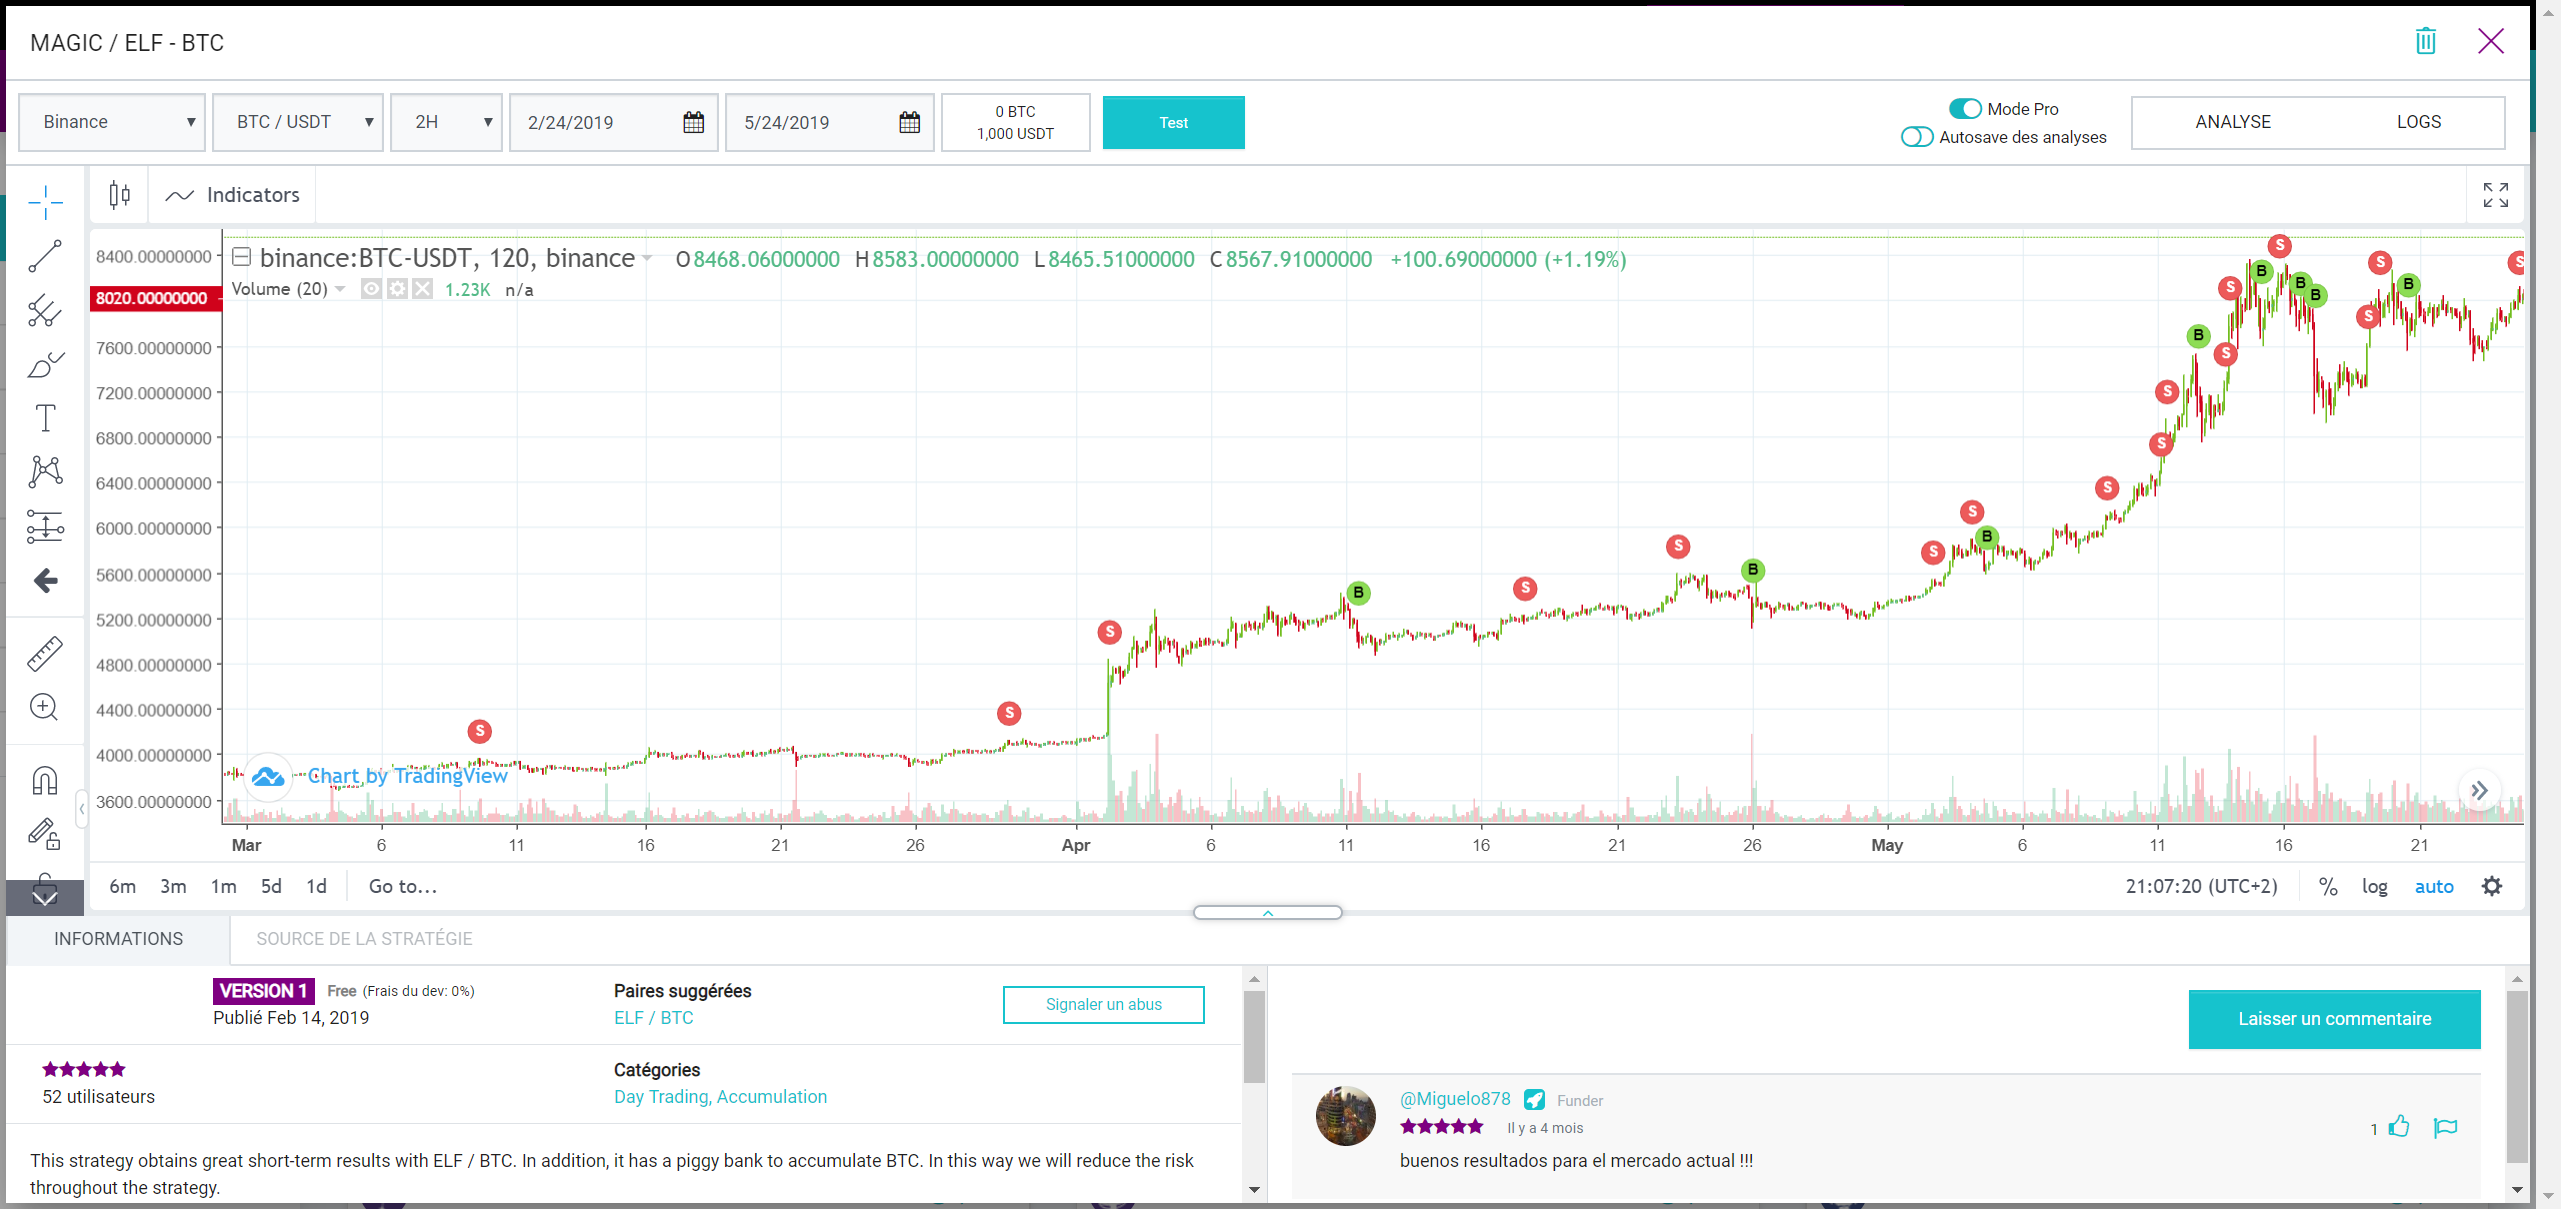 MAGIC / ELF - BTC
Binance
BTC / USDT
2H
2/24/2019
5/24/2019
0 BTC
1,000 USDT
Test
Mode Pro
Autosave des analyses
ANALYSE
LOGS
Indicators
binance:BTC-USDT, 120, binance O 8468.06000000 H 8583.00000000 L 8465.51000000 C 8567.91000000 +100.69000000 (+1.19%)
Volume (20) 1.23K n/a
8400.00000000
8020.00000000
7600.00000000
7200.00000000
6800.00000000
6400.00000000
6000.00000000
5600.00000000
5200.00000000
4800.00000000
4400.00000000
4000.00000000
3600.00000000
S
S
S
B
S
S
B
S
S
B
S
S
S
B
S
S
B
S
B
B
S
S
B
S
Chart by TradingView
Mar 6 11 16 21 26 Apr 6 11 16 21 26 May 6 11 16 21
6m 3m 1m 5d 1d Go to...
21:07:20 (UTC+2) % log auto
INFORMATIONS
SOURCE DE LA STRATÉGIE
VERSION 1 Free (Frais du dev: 0%)
Publié Feb 14, 2019
Paires suggérées
ELF / BTC
Signaler un abus
52 utilisateurs
Catégories
Day Trading, Accumulation
This strategy obtains great short-term results with ELF / BTC. In addition, it has a piggy bank to accumulate BTC. In this way we will reduce the risk
throughout the strategy.
Laisser un commentaire
@Miguelo878 Funder
Il y a 4 mois
1
buenos resultados para el mercado actual !!!